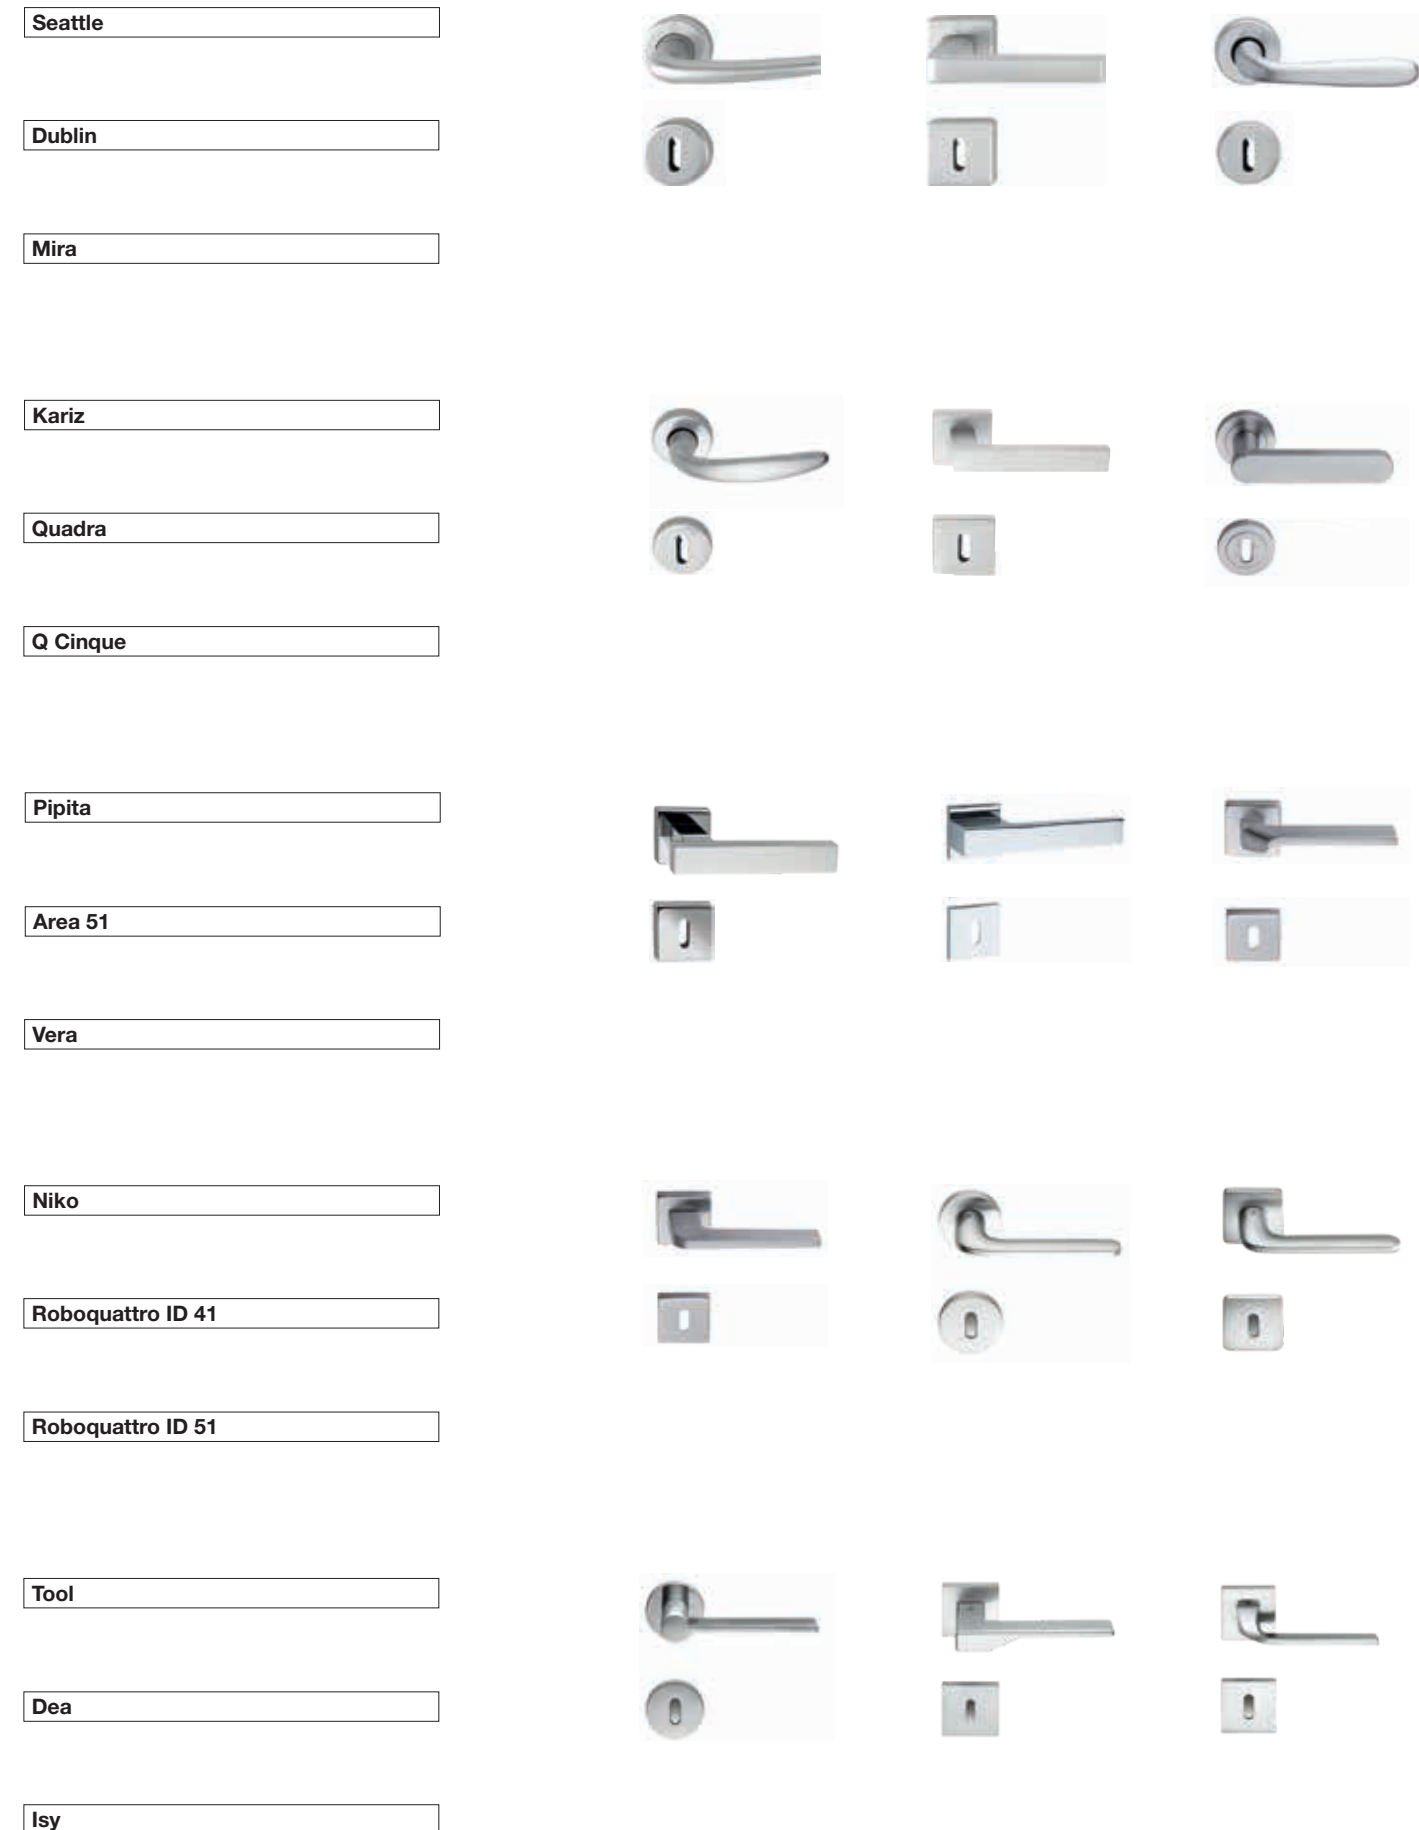 Seattle
Dublin
Mira
Kariz
Quadra
Q Cinque
Pipita
Area 51
Vera
Niko
Roboquattro ID 41
Roboquattro ID 51
Tool
Dea
Isy